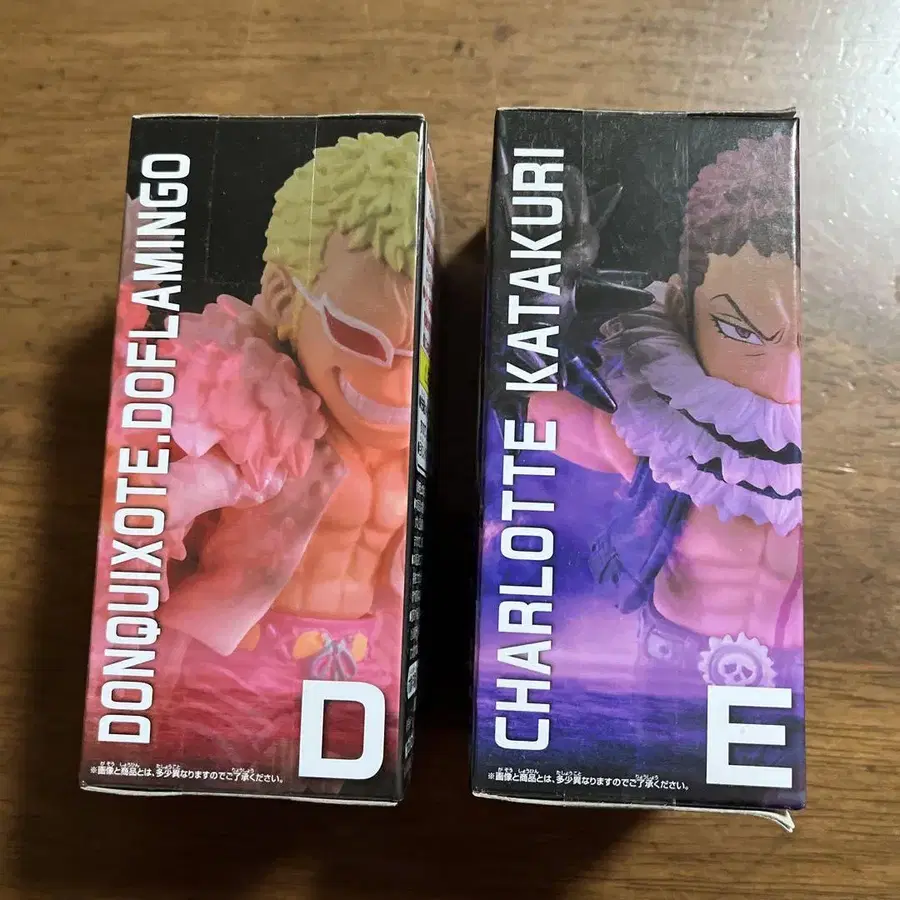 DONQUIXOTE.DOFLAMINGO
D
※画像と商品とは、多少異なりますのでご了承ください。
CHARLOTTE KATAKURI
E
※画像と商品とは、多少異なりますのでご了承ください。